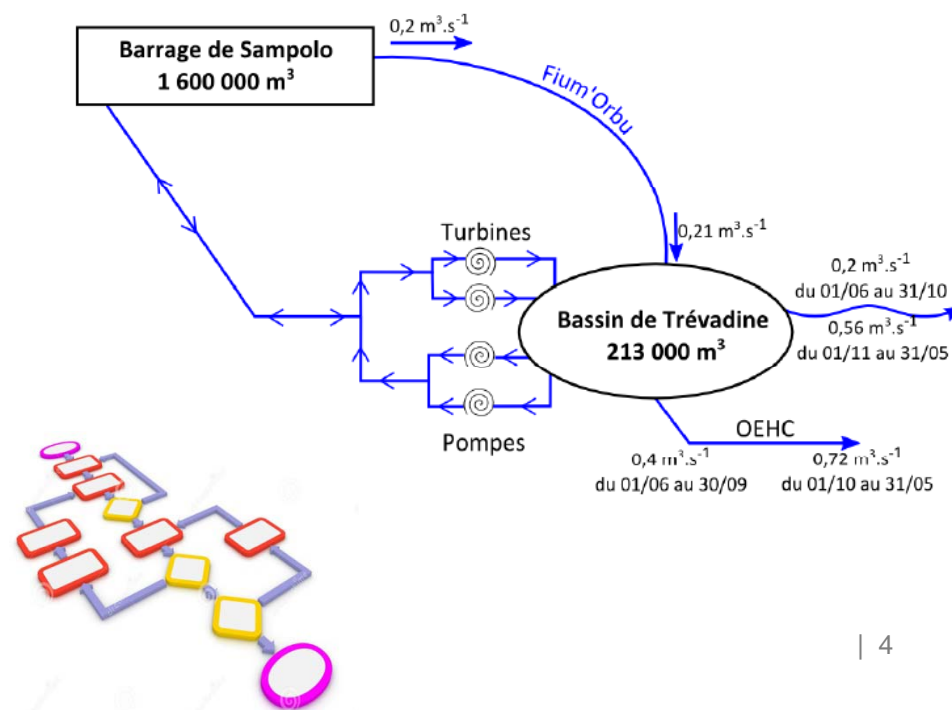 0,2 m³.s⁻¹
Barrage de Sampolo
1 600 000 m³
Fium'Orbu
Turbines
0,21 m³.s⁻¹
0,2 m³.s⁻¹
du 01/06 au 31/10
Bassin de Trévadine
213 000 m³
0,56 m³.s⁻¹
du 01/11 au 31/05
Pompes
OEHC
0,4 m³.s⁻¹
du 01/06 au 30/09
0,72 m³.s⁻¹
du 01/10 au 31/05
| 4